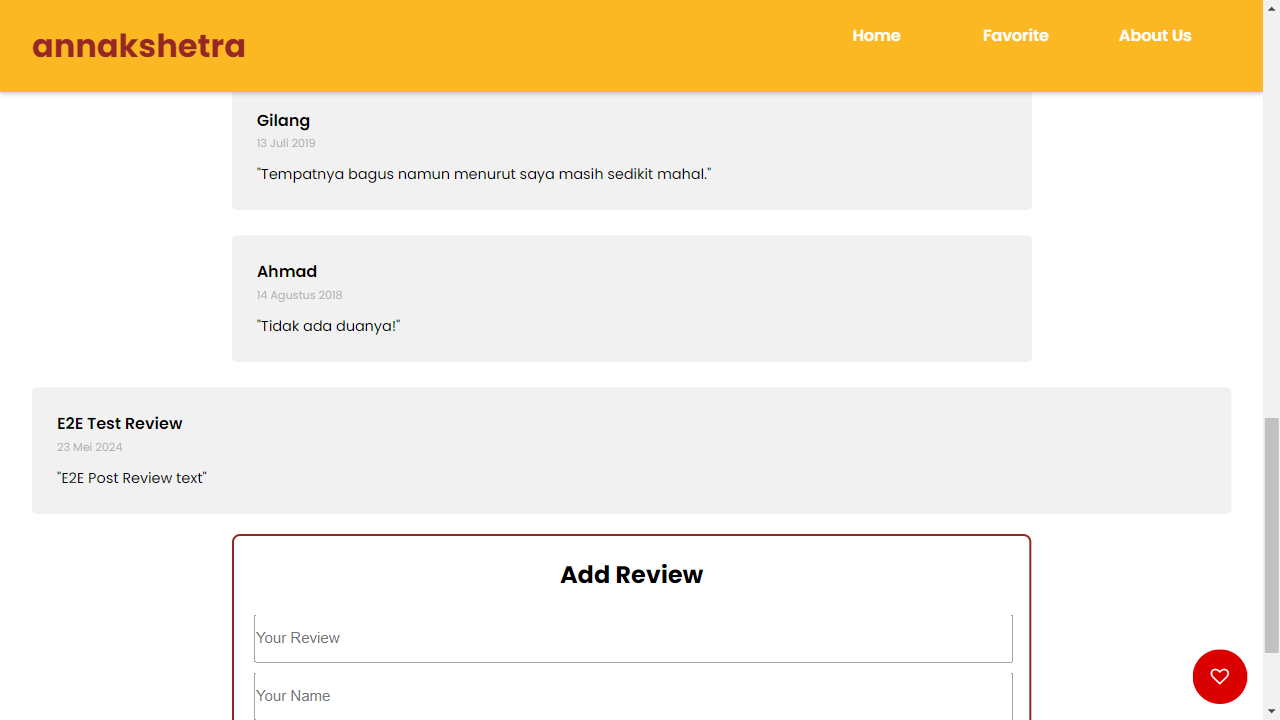 annakshetra
Home
Favorite
About Us
Gilang
13 Juli 2019
"Tempatnya bagus namun menurut saya masih sedikit mahal."
Ahmad
14 Agustus 2018
"Tidak ada duanya!"
E2E Test Review
23 Mei 2024
"E2E Post Review text"
Add Review
Your Review
Your Name